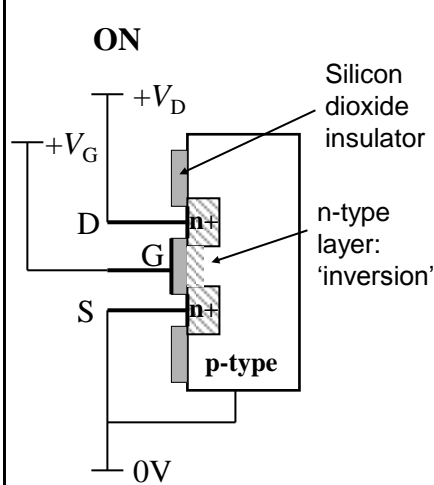 ON
+V_D
+V_G
Silicon
dioxide
insulator
D
n+
G
n-type
layer:
‘inversion’
S
n+
p-type
0V